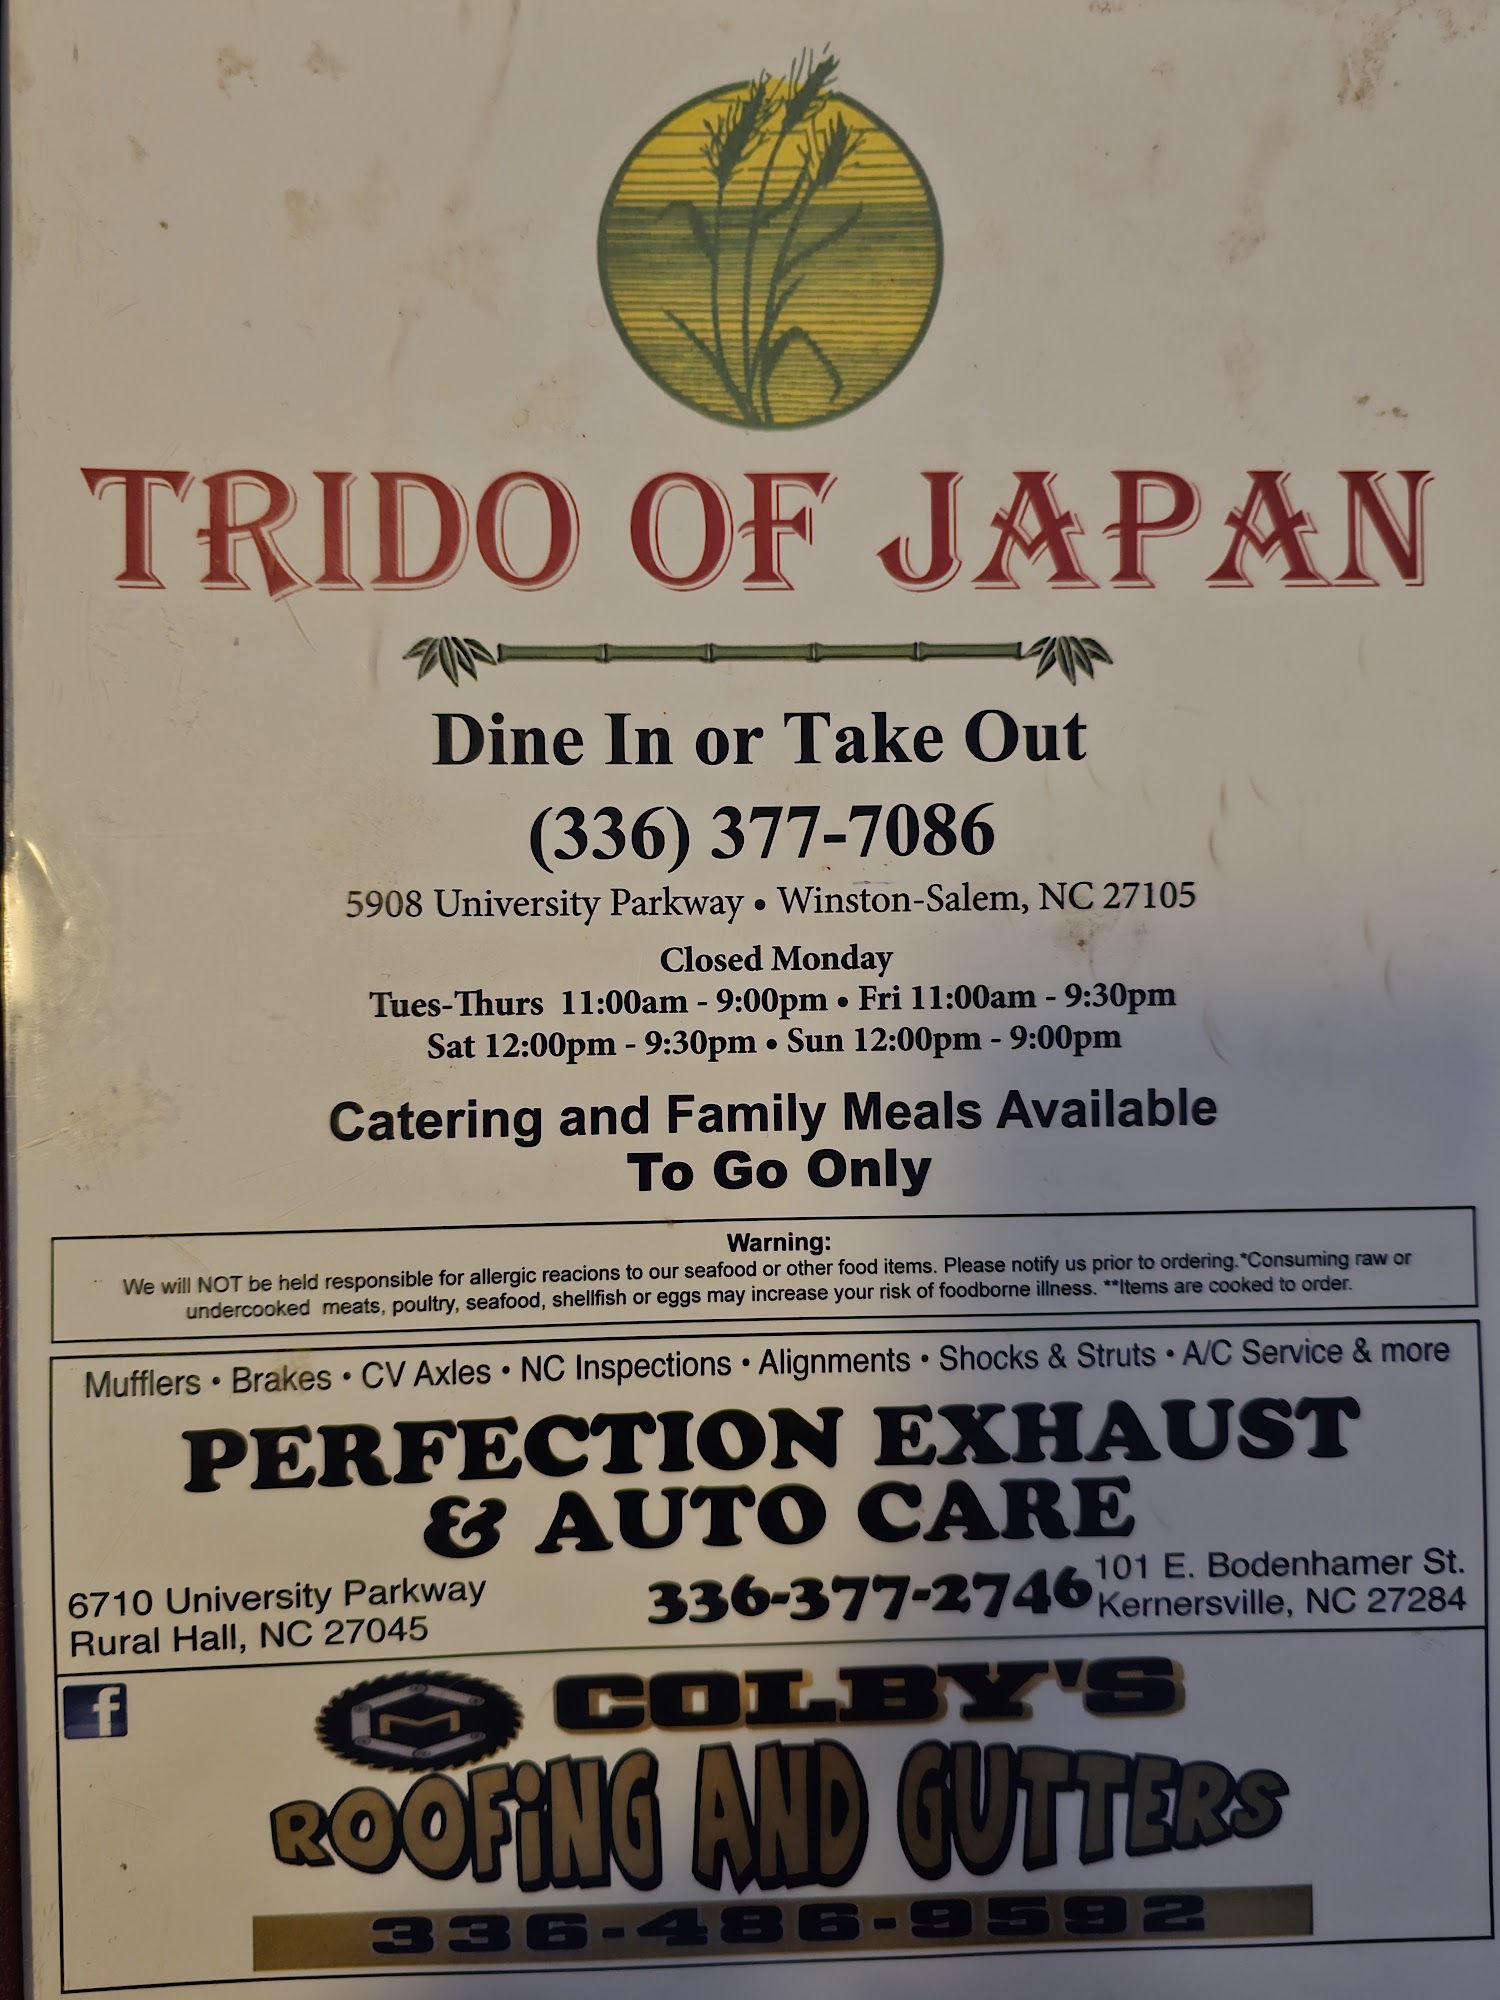 TRIDO OF JAPAN
Dine In or Take Out
(336) 377-7086
5908 University Parkway • Winston-Salem, NC 27105
Closed Monday
Tues-Thurs 11:00am - 9:00pm • Fri 11:00am - 9:30pm
Sat 12:00pm - 9:30pm • Sun 12:00pm - 9:00pm
Catering and Family Meals Available
To Go Only
Warning:
We will NOT be held responsible for allergic reacions to our seafood or other food items. Please notify us prior to ordering.*Consuming raw or
undercooked meats, poultry, seafood, shellfish or eggs may increase your risk of foodborne illness. **Items are cooked to order.
Mufflers • Brakes • CV Axles • NC Inspections • Alignments • Shocks & Struts • A/C Service & more
PERFECTION EXHAUST
& AUTO CARE
6710 University Parkway
Rural Hall, NC 27045
336-377-2746
101 E. Bodenhamer St.
Kernersville, NC 27284
f
CM
COLBY'S
ROOFiNG AND GUTTERS
336-486-9592